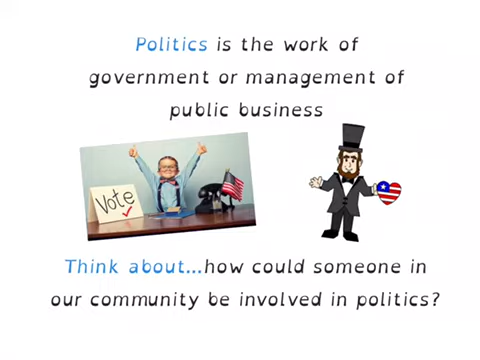 Politics is the work of
government or management of
public business
Vote
Think about...how could someone in
our community be involved in politics?